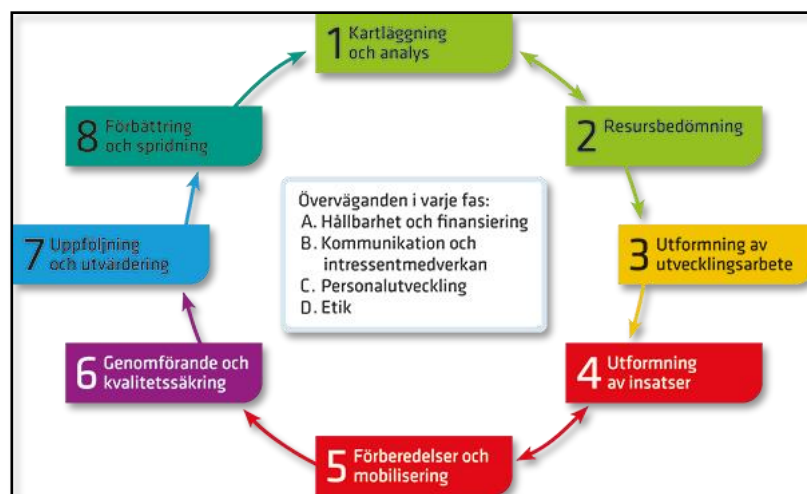 1 Kartläggning
och analys
2 Resursbedömning
3 Utformning av
utvecklingsarbete
4 Utformning
av insatser
5 Förberedelser och
mobilisering
6 Genomförande och
kvalitetssäkring
7 Uppföljning
och utvärdering
8 Förbättring
och spridning
Överväganden i varje fas:
A. Hållbarhet och finansiering
B. Kommunikation och
intressentmedverkan
C. Personalutveckling
D. Etik